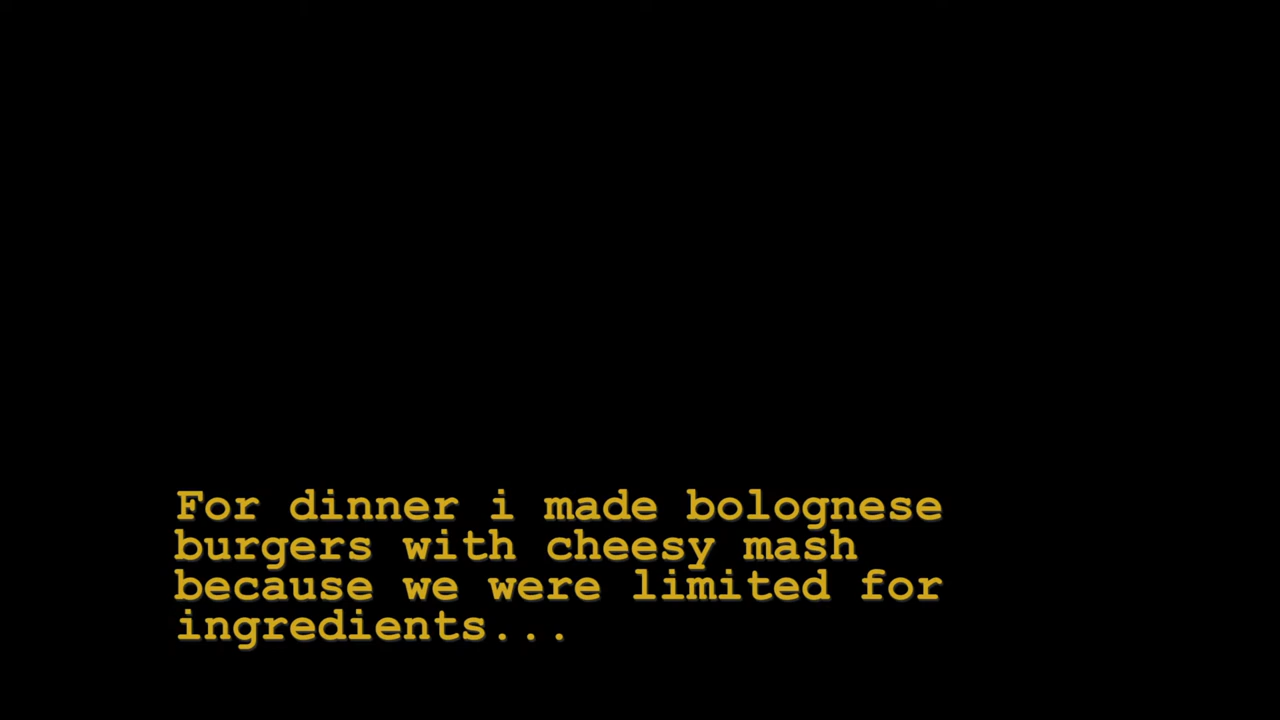 For dinner i made bolognese
burgers with cheesy mash
because we were limited for
ingredients...